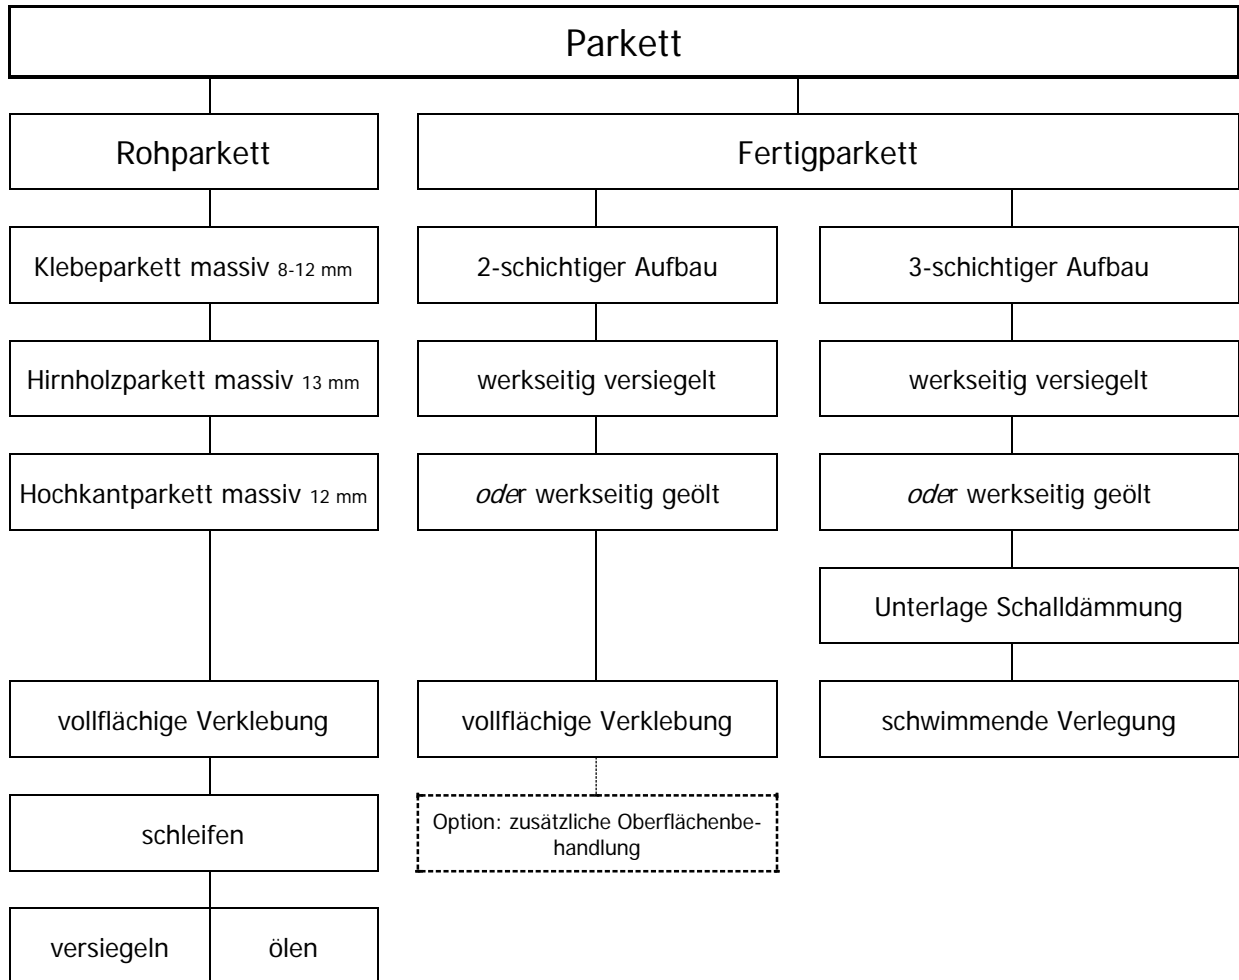 Parkett
Rohparkett
Fertigparkett
Klebeparkett massiv 8-12 mm
2-schichtiger Aufbau
3-schichtiger Aufbau
Hirnholzparkett massiv 13 mm
werkseitig versiegelt
werkseitig versiegelt
Hochkantparkett massiv 12 mm
oder werkseitig geölt
oder werkseitig geölt
Unterlage Schalldämmung
vollflächige Verklebung
vollflächige Verklebung
schwimmende Verlegung
schleifen
Option: zusätzliche Oberflächenbe-
handlung
versiegeln
ölen